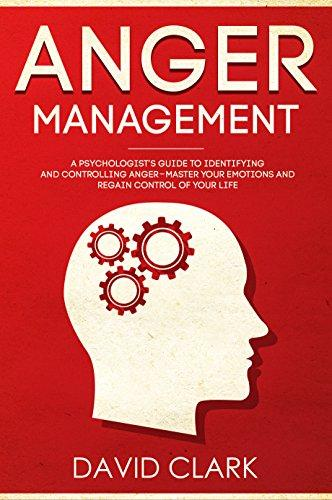 ANGER
MANAGEMENT
A PSYCHOLOGIST'S GUIDE TO IDENTIFYING
AND CONTROLLING ANGER–MASTER YOUR EMOTIONS AND
REGAIN CONTROL OF YOUR LIFE
DAVID CLARK